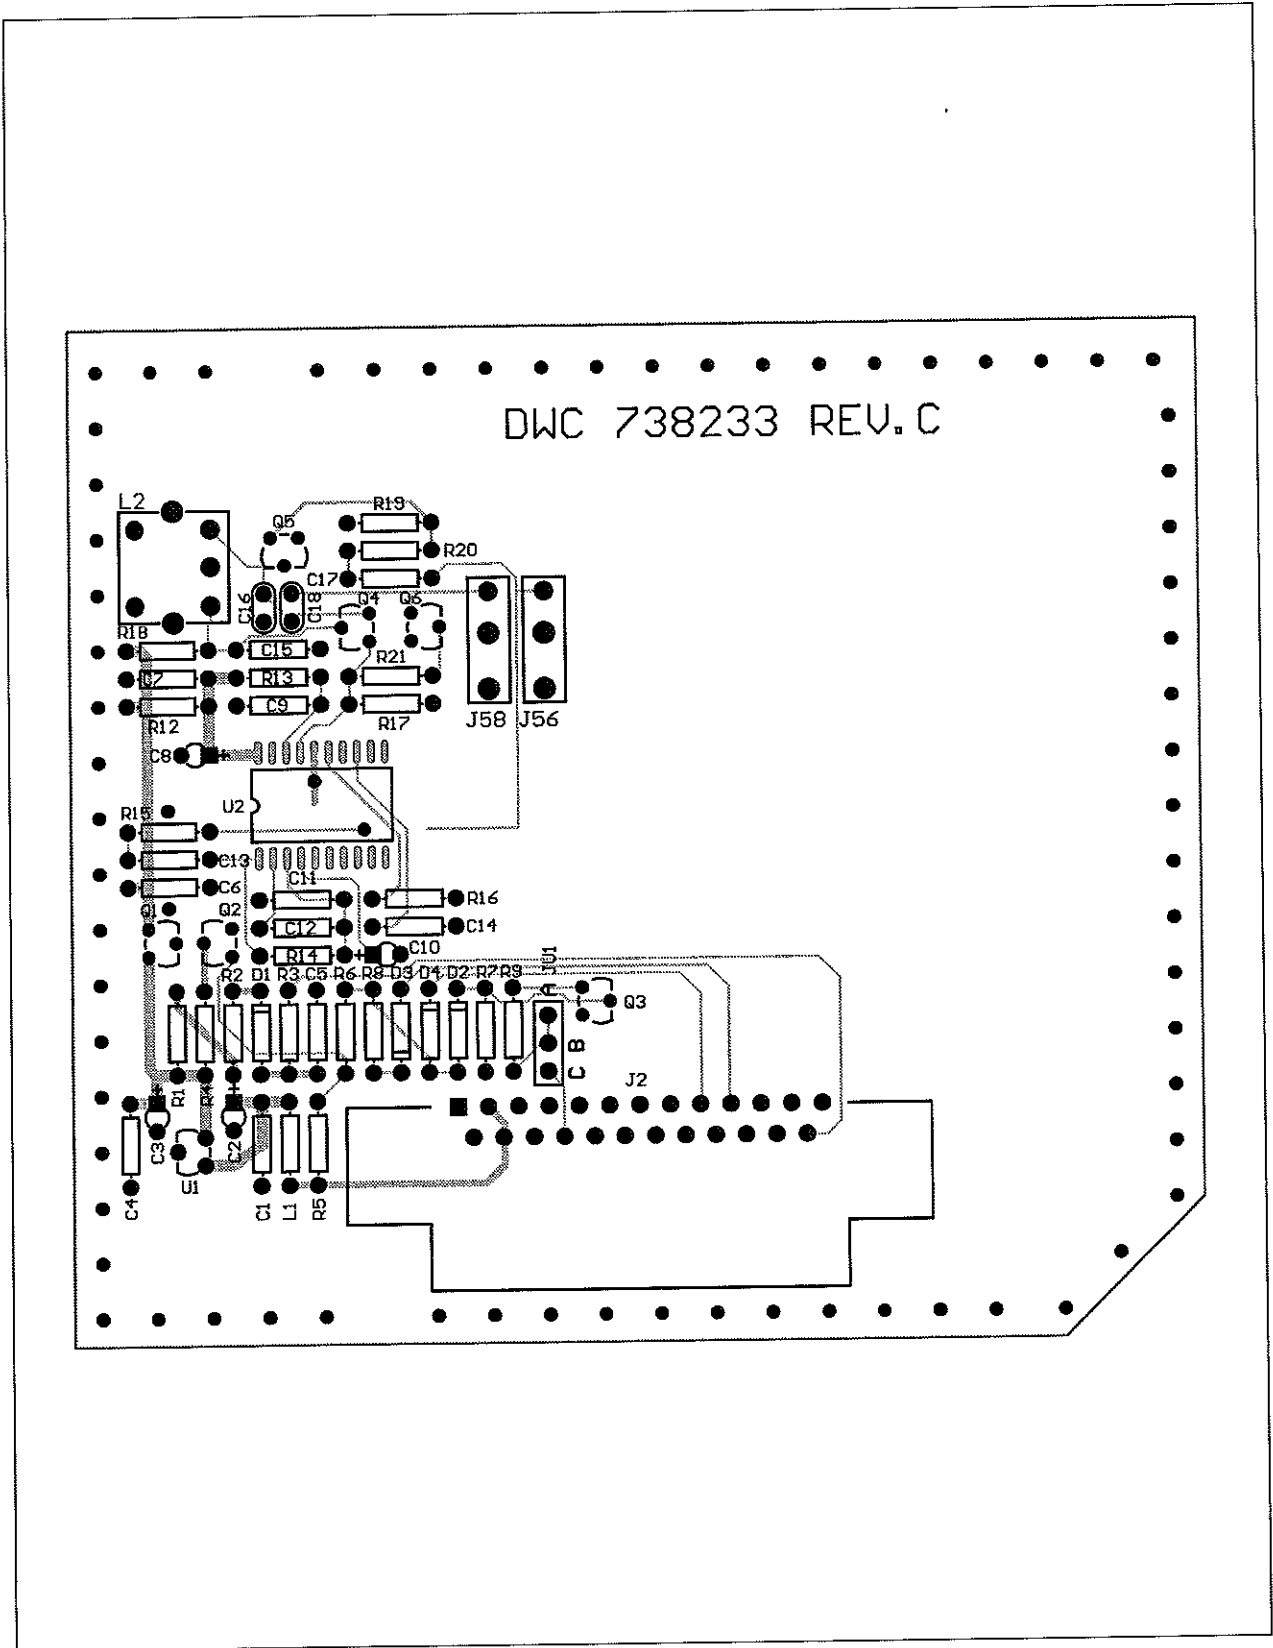 DWC 738233 REV.C
L2
Q5
R19
R20
C17
C16
C18
Q4
Q6
R18
C15
R21
C7
R13
C9
R12
R17
J58
J56
C8
+
U2
R15
C13
C6
C11
R16
Q1
Q2
C12
C14
R14
+
C10
R2 D1 R3 C5 R6 R8 D3 D4 D2 R7 R9
JU1
A
B
C
Q3
J2
R1
R4
+
+
C3
C2
U1
C4
C1
L1
R5